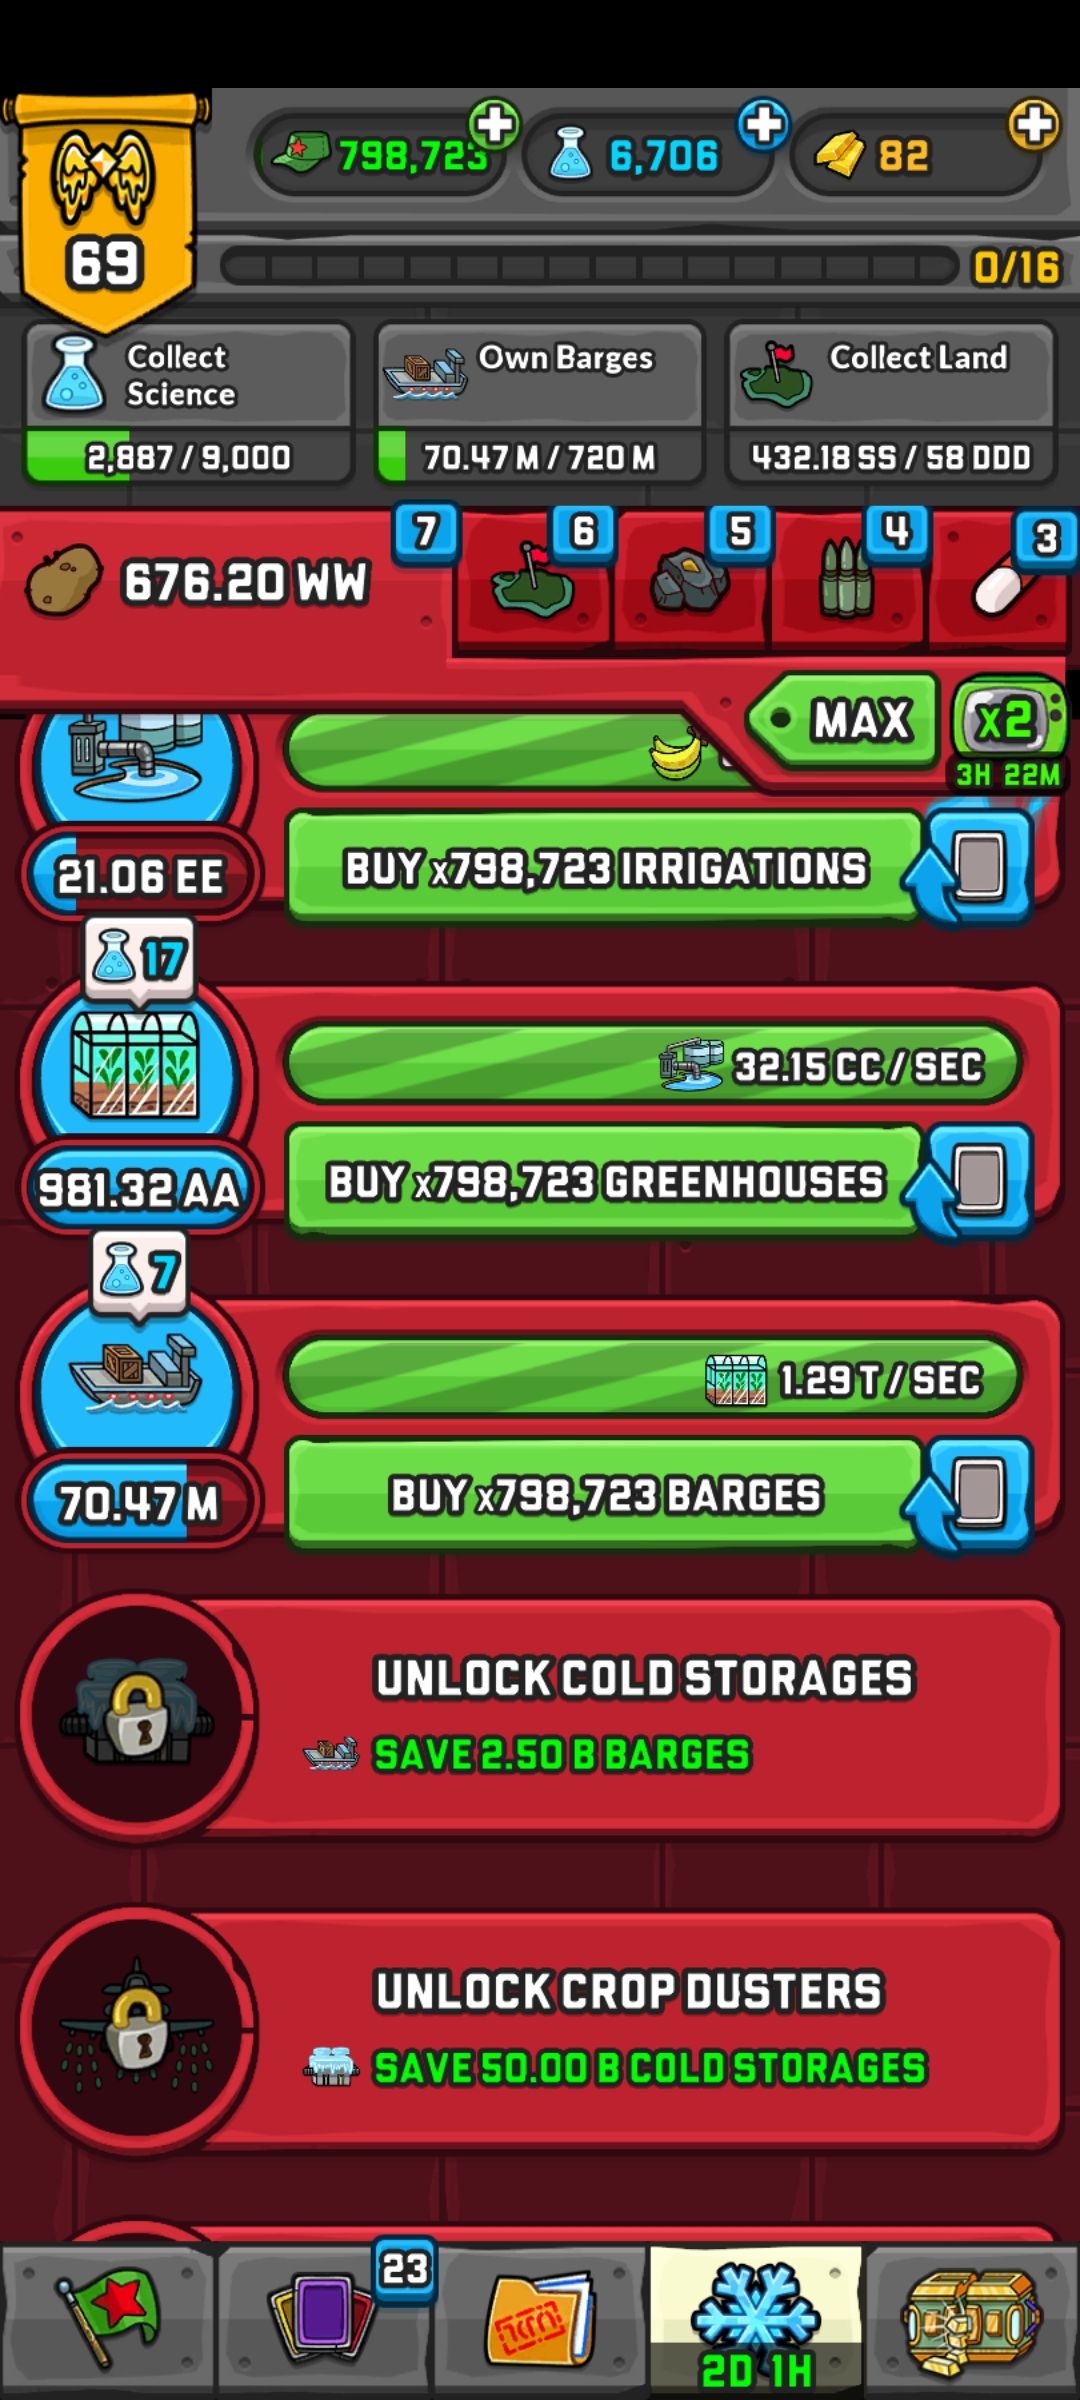 798,723
6,706
82
69
0/16
Collect
Science
2,887 / 9,000
Own Barges
70.47 M / 720 M
Collect Land
432.18 SS / 58 DDD
676.20 WW
7
6
5
4
3
MAX
x2
3H 22M
21.06 EE
BUY x798,723 IRRIGATIONS
17
32.15 CC / SEC
981.32 AA
BUY x798,723 GREENHOUSES
7
1.29 T / SEC
70.47 M
BUY x798,723 BARGES
UNLOCK COLD STORAGES
SAVE 2.50 B BARGES
UNLOCK CROP DUSTERS
SAVE 50.00 B COLD STORAGES
23
2D 1H